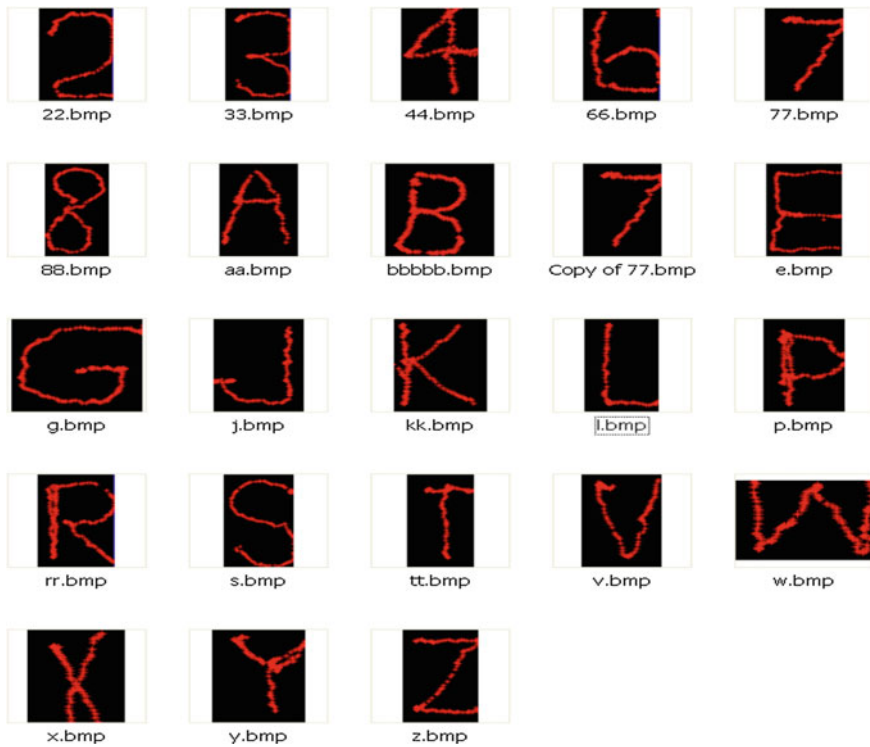 2 3 4 6 7
22.bmp 33.bmp 44.bmp 66.bmp 77.bmp
8 A B 7 E
88.bmp aa.bmp bbbbb.bmp Copy of 77.bmp e.bmp
G J K L P
g.bmp j.bmp kk.bmp l.bmp p.bmp
R S T V W
rr.bmp s.bmp tt.bmp v.bmp w.bmp
X Y Z
x.bmp y.bmp z.bmp